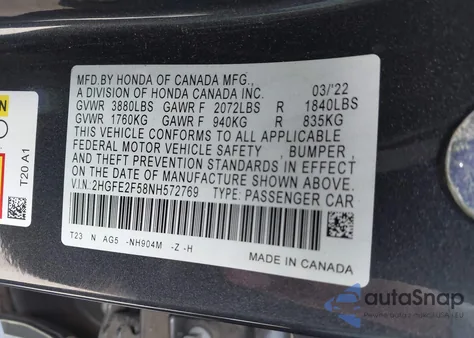 MFD.BY HONDA OF CANADA MFG.,
A DIVISION OF HONDA CANADA INC. 03/'22
GVWR 3880LBS GAWR F 2072LBS R 1840LBS
GVWR 1760KG GAWR F 940KG R 835KG
THIS VEHICLE CONFORMS TO ALL APPLICABLE
FEDERAL MOTOR VEHICLE SAFETY , BUMPER ,
AND THEFT PREVENTION STANDARDS IN EFFECT
ON THE DATE OF MANUFACTURE SHOWN ABOVE.
V.I.N: 2HGFE2F58NH572769 TYPE: PASSENGER CAR
T23 N AG5 -NH904M -Z -H
MADE IN CANADA
T20 A1
autoSnap